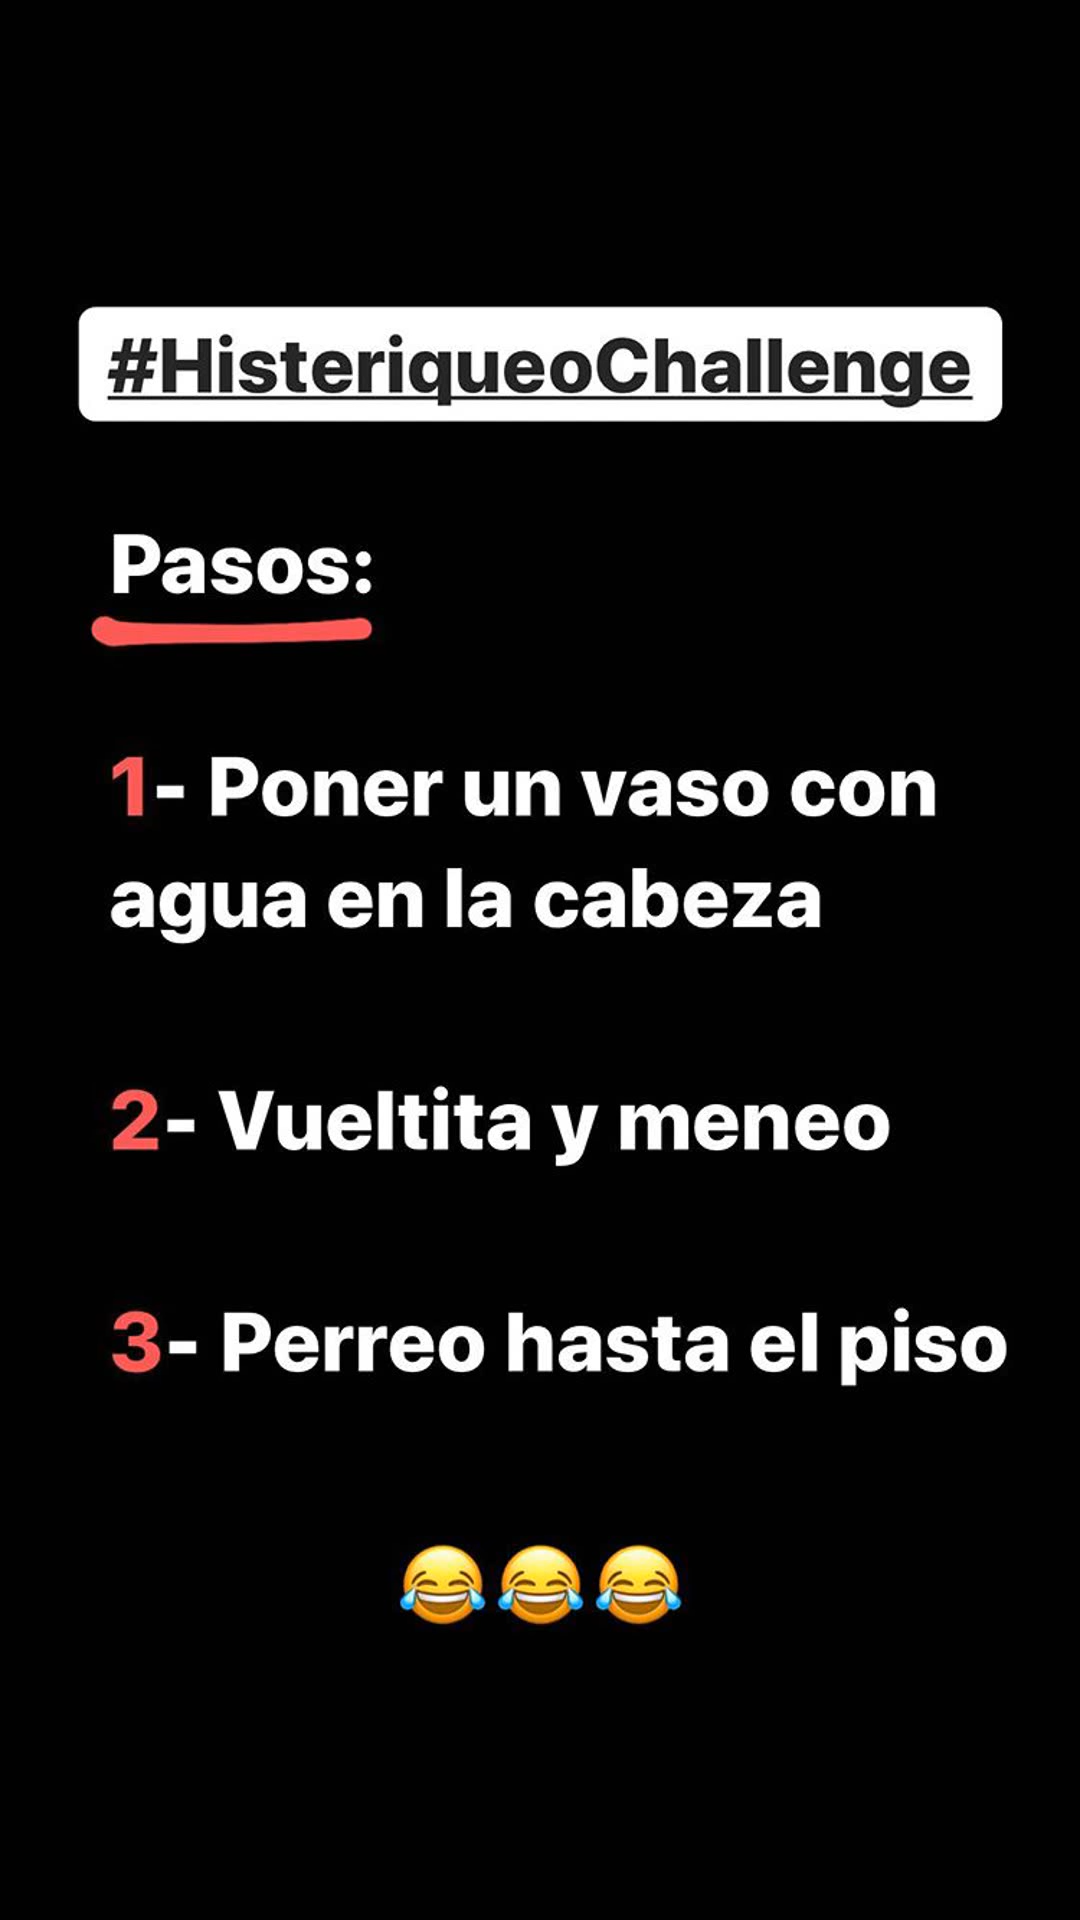 #HisteriqueoChallenge
Pasos:
1- Poner un vaso con
agua en la cabeza
2- Vueltita y meneo
3- Perreo hasta el piso
😂😂😂